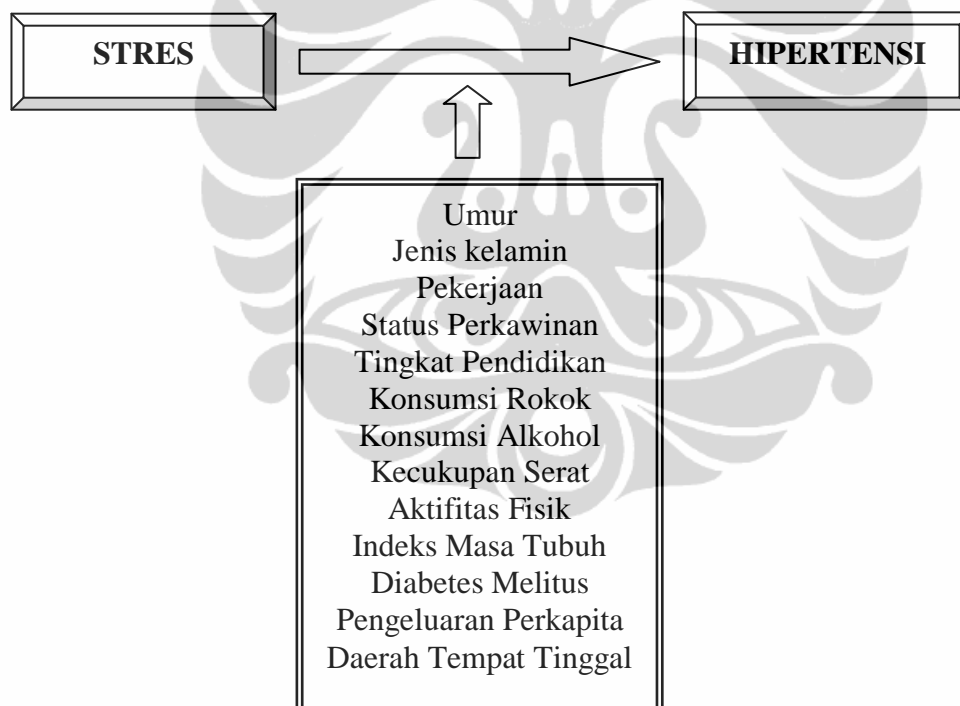 STRES
HIPERTENSI
Umur
Jenis kelamin
Pekerjaan
Status Perkawinan
Tingkat Pendidikan
Konsumsi Rokok
Konsumsi Alkohol
Kecukupan Serat
Aktifitas Fisik
Indeks Masa Tubuh
Diabetes Melitus
Pengeluaran Perkapita
Daerah Tempat Tinggal